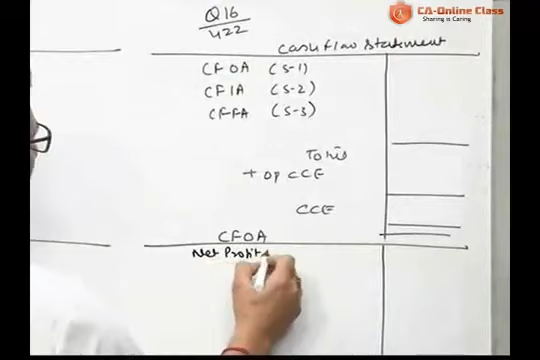 Q16
422
CA-Online Class
Sharing is Caring
Cash flow Statement
CFOA (S-1)
CFIA (S-2)
CFFA (S-3)
+ op CCE
CCE
CFOA
Net Profit